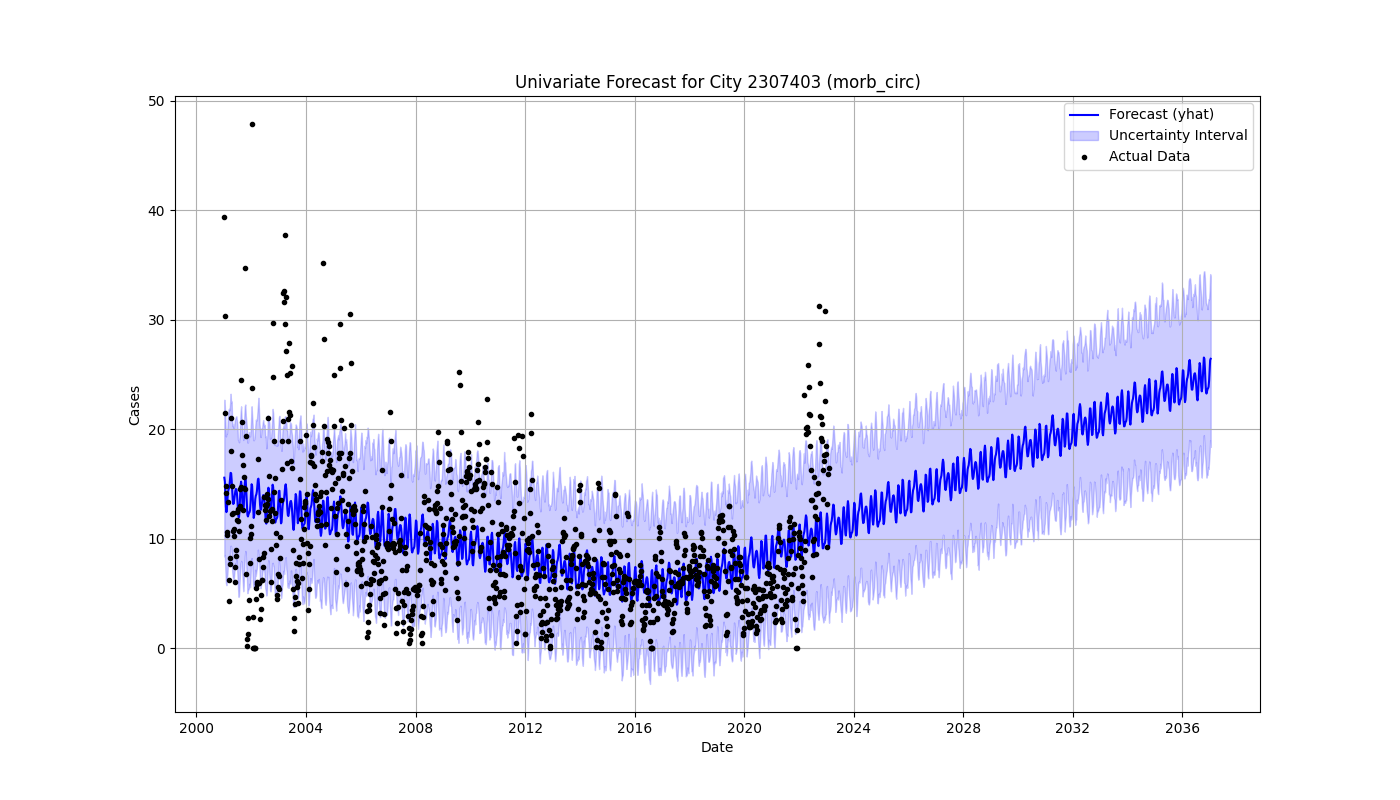 Univariate Forecast for City 2307403 (morb_circ)
Forecast (yhat)
Uncertainty Interval
Actual Data
Cases
50
40
30
20
10
0
2000 2004 2008 2012 2016 2020 2024 2028 2032 2036
Date